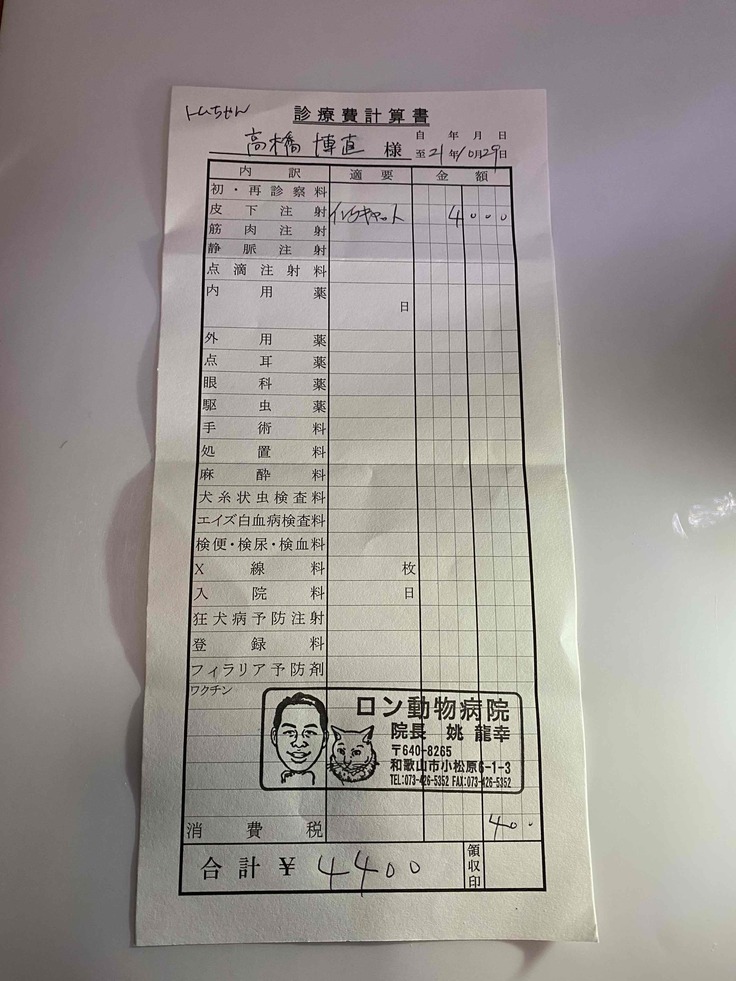 トムちゃん
診療費計算書
自 年 月 日
高橋 博直 様 至21年10月29日
内訳 適要 金額
初・再診察料
皮下注射 インターキャット 4000
筋肉注射
静脈注射
点滴注射料
内用薬 日
外用薬
点耳薬
眼科薬
駆虫薬
手術料
処置料
麻酔料
犬糸状虫検査料
エイズ白血病検査料
検便・検尿・検血料
X線料 枚
入院料 日
狂犬病予防注射
登録料
フィラリア予防剤
ワクチン
ロン動物病院
院長 姚 龍幸
〒640-8265
和歌山市小松原6-1-3
TEL:073-426-5352 FAX:073-426-5352
消費税 400
合計 ¥ 4400 領収印